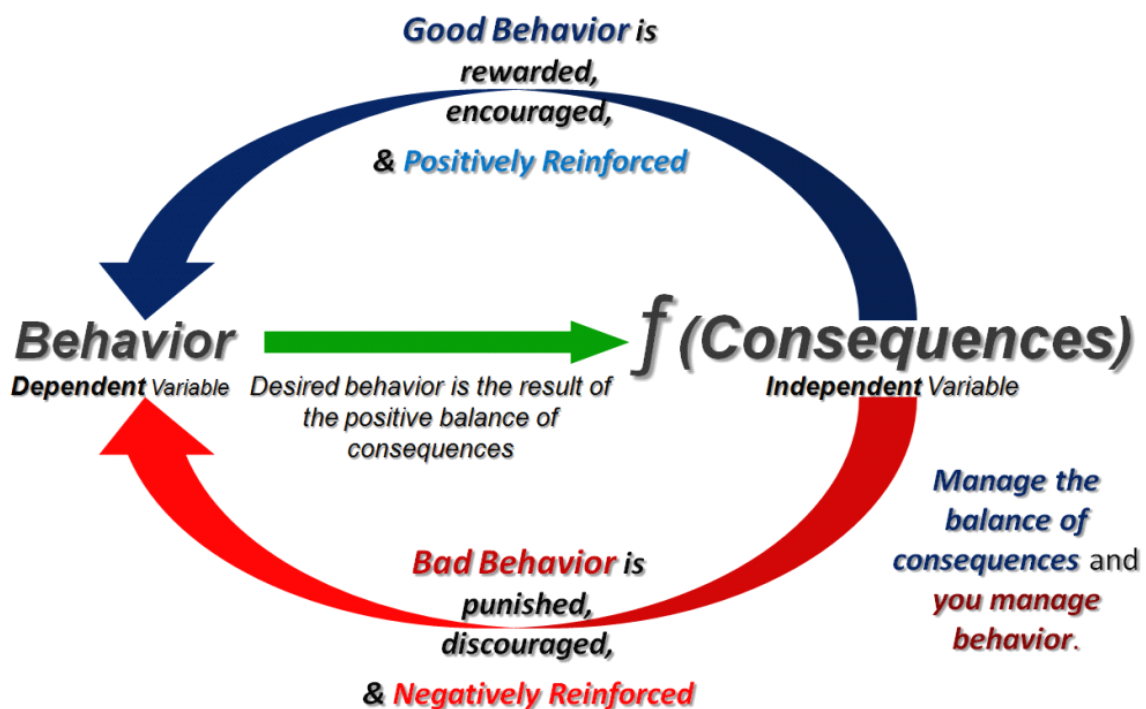 Good Behavior is
rewarded,
encouraged,
& Positively Reinforced
Behavior
Dependent Variable
Desired behavior is the result of
the positive balance of
consequences
ƒ (Consequences)
Independent Variable
Manage the
balance of
consequences and
you manage
behavior.
Bad Behavior is
punished,
discouraged,
& Negatively Reinforced